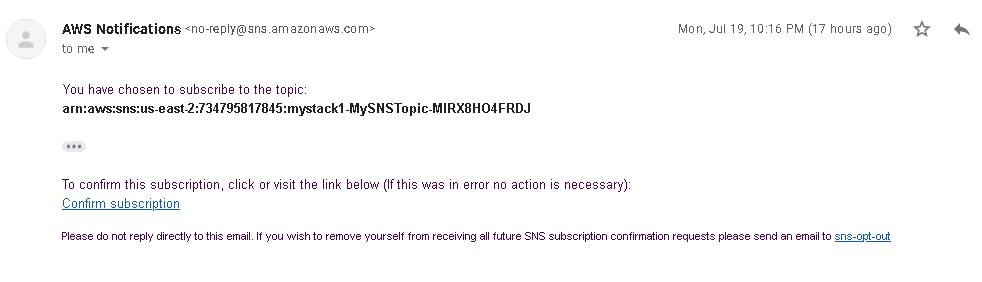 AWS Notifications <no-reply@sns.amazonaws.com> Mon, Jul 19, 10:16 PM (17 hours ago)
to me
You have chosen to subscribe to the topic:
arn:aws:sns:us-east-2:734795817845:mystack1-MySNSTopic-MIRX8HO4FRDJ
To confirm this subscription, click or visit the link below (If this was in error no action is necessary):
Confirm subscription
Please do not reply directly to this email. If you wish to remove yourself from receiving all future SNS subscription confirmation requests please send an email to sns-opt-out